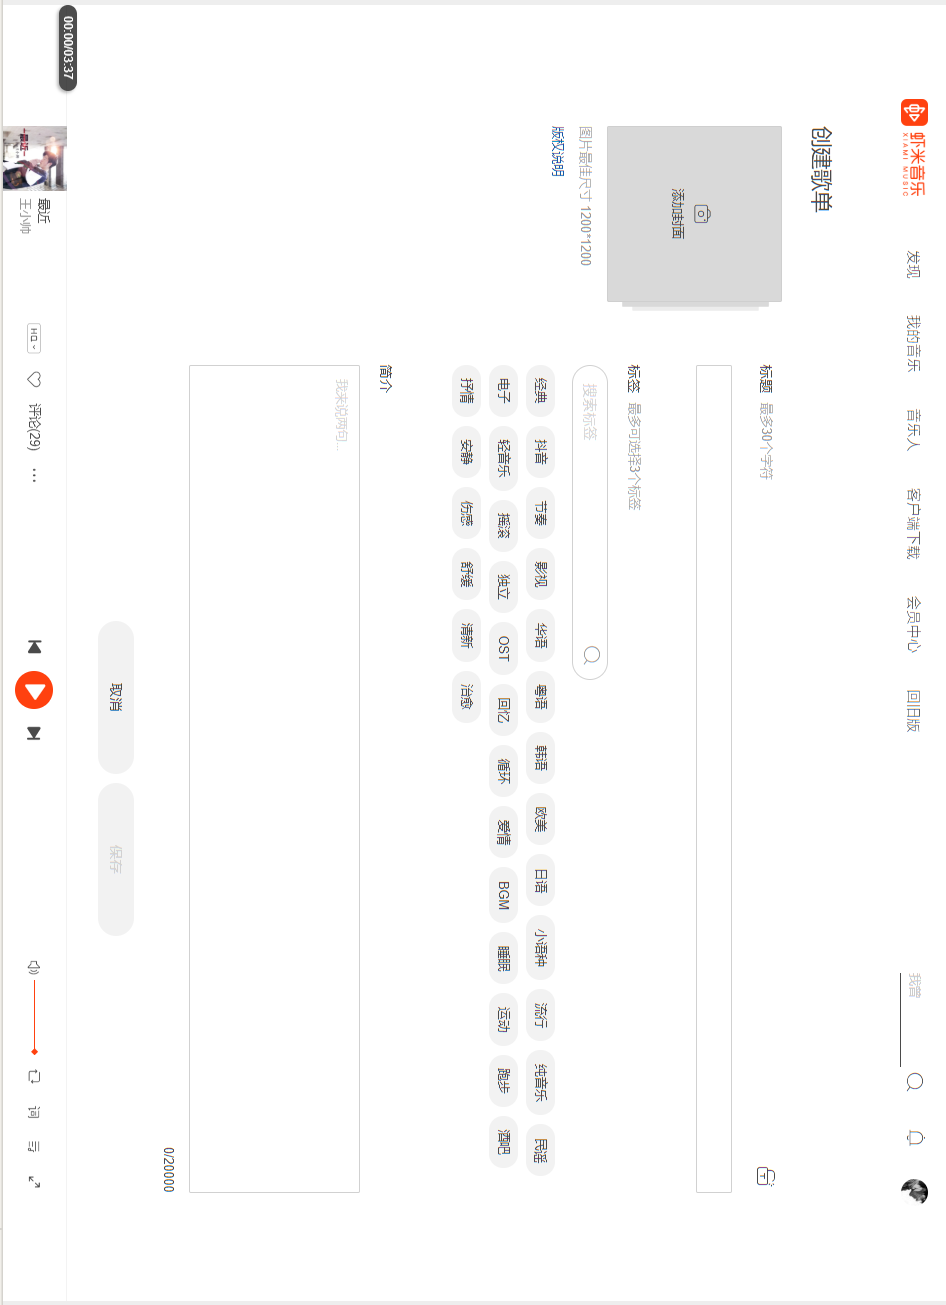 虾米音乐
XIAMI MUSIC
发现 我的音乐 音乐人 客户端下载 会员中心 回旧版
我曾
创建歌单
添加封面
图片最佳尺寸 1200*1200
版权说明
标题 最多30个字符
标签 最多可选择3个标签
搜索标签
经典 抖音 节奏 影视 华语 粤语 韩语 欧美 日语 小语种 流行 纯音乐 民谣
电子 轻音乐 摇滚 独立 OST 回忆 循环 爱情 BGM 睡眠 运动 跑步 酒吧
抒情 安静 伤感 舒缓 清新 治愈
简介
我来说两句...
0/20000
取消 保存
00:00/03:37
最近
最近
王小帅
HQ
评论(29)
词